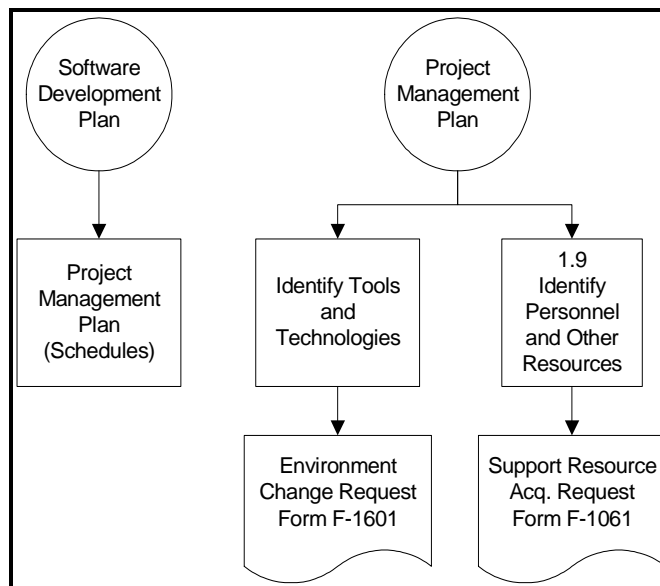 Software
Development
Plan
Project
Management
Plan
Project
Management
Plan
(Schedules)
Identify Tools
and
Technologies
1.9
Identify
Personnel
and Other
Resources
Environment
Change Request
Form F-1601
Support Resource
Acq. Request
Form F-1061